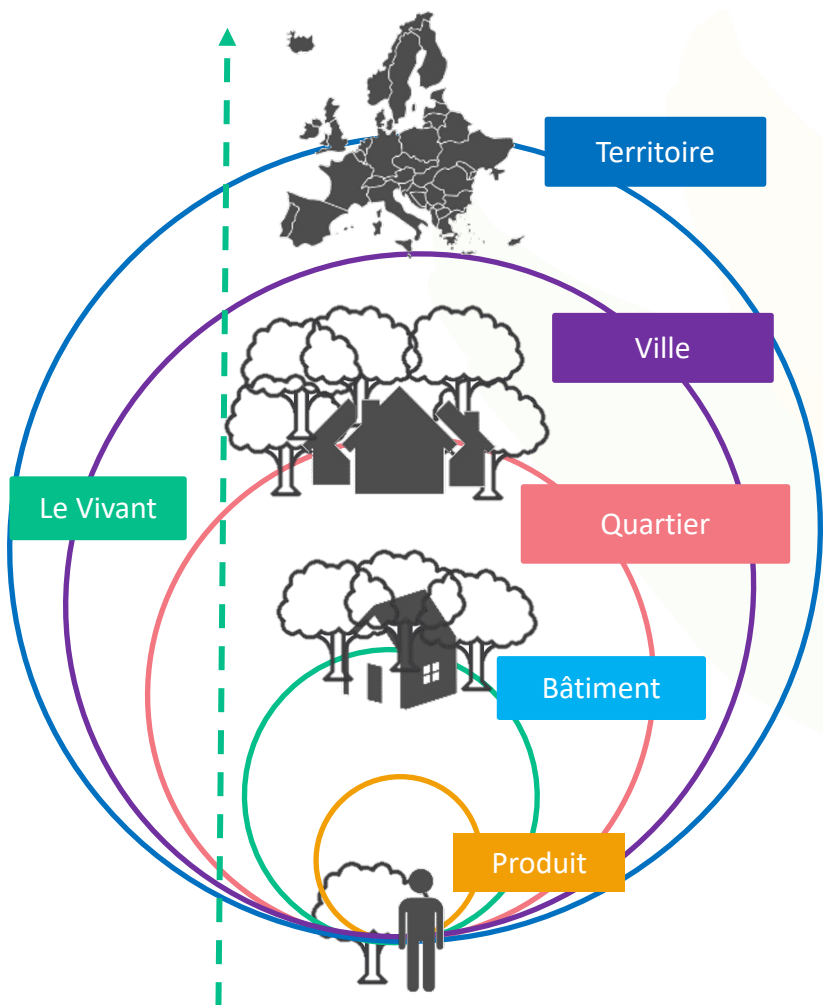 Territoire
Ville
Le Vivant
Quartier
Bâtiment
Produit